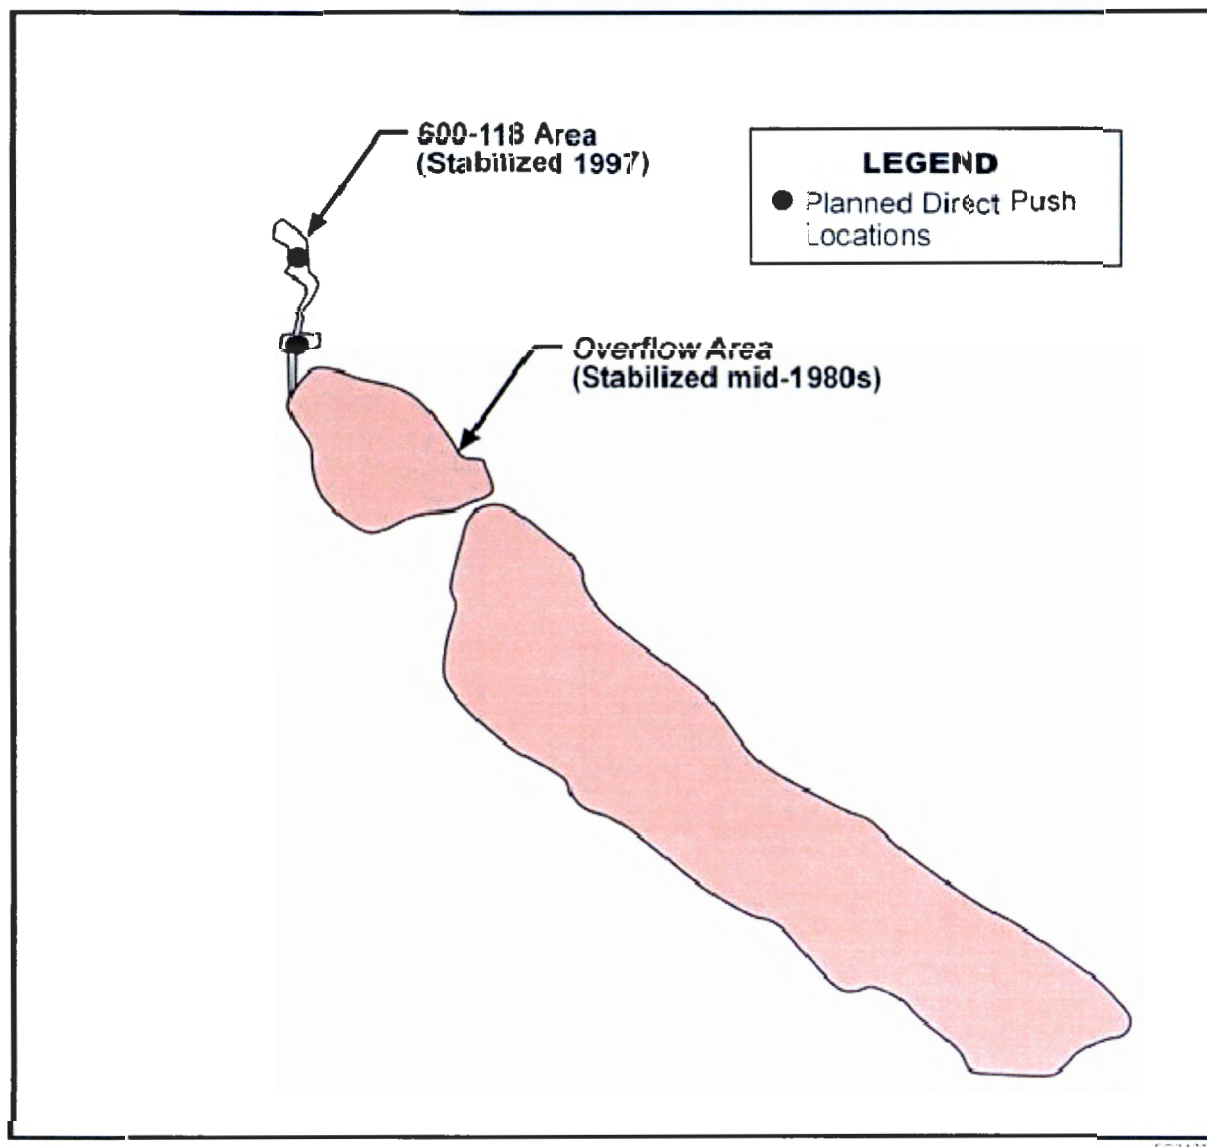 600-118 Area
(Stabilized 1997)
LEGEND
Planned Direct Push
Locations
Overflow Area
(Stabilized mid-1980s)